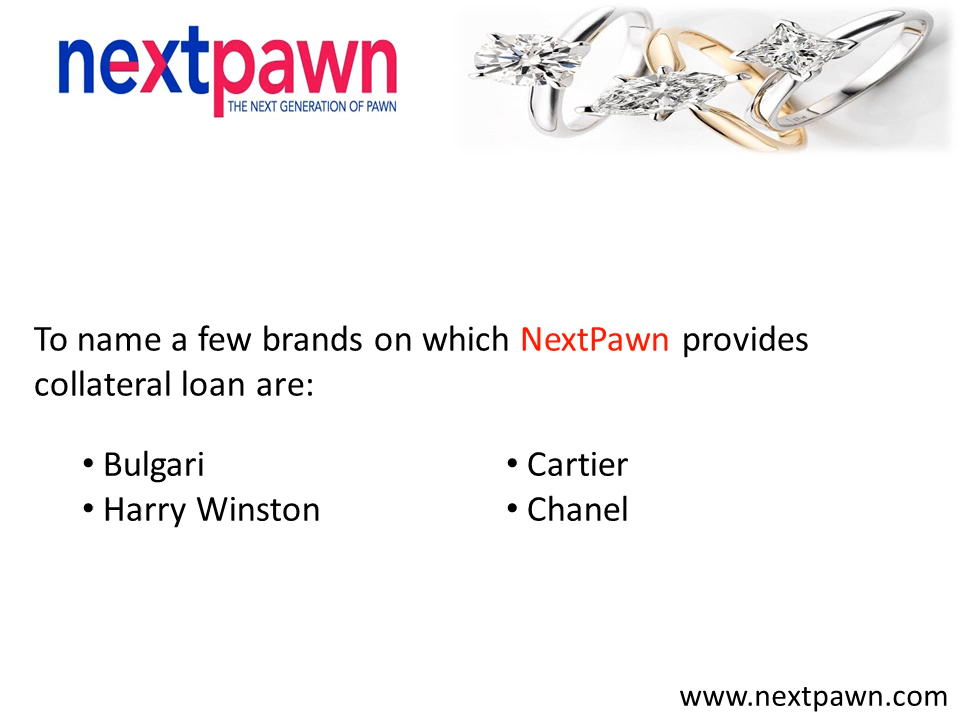 nextpawn
THE NEXT GENERATION OF PAWN
To name a few brands on which NextPawn provides
collateral loan are:
• Bulgari
• Harry Winston
• Cartier
• Chanel
www.nextpawn.com